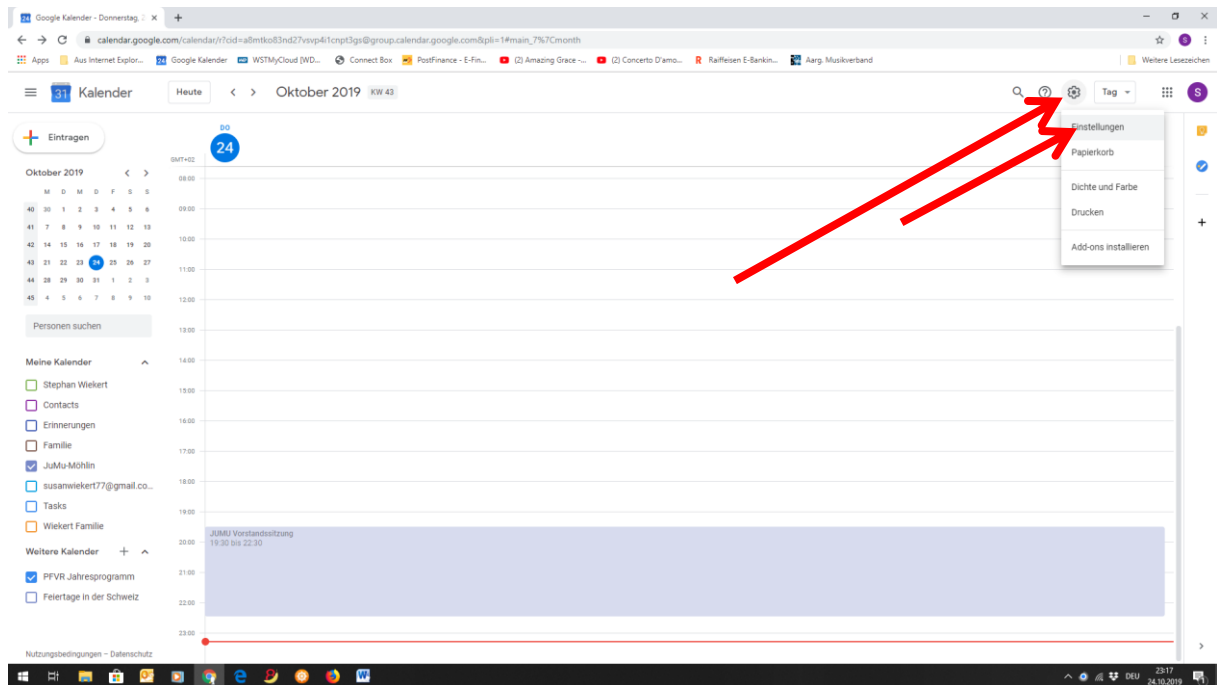 24 Google Kalender - Donnerstag, 2
calendar.google.com/calendar/r?cid=a8mtko83nd27vsvp4i1cnpt3gs@group.calendar.google.com&pli=1#main_7%7Cmonth
S
Apps Aus Internet Explor... 24 Google Kalender WSTMyCloud [WD... Connect Box PostFinance - E-Fin... (2) Amazing Grace -... (2) Concerto D'amo... R Raiffeisen E-Bankin... Aarg. Musikverband Weitere Lesezeichen
31 Kalender Heute Oktober 2019 KW 43 Tag S
Eintragen
DO
24
GMT+02
Einstellungen
Papierkorb
Dichte und Farbe
Drucken
Add-ons installieren
Oktober 2019
M D M D F S S
40 30 1 2 3 4 5 6
41 7 8 9 10 11 12 13
42 14 15 16 17 18 19 20
43 21 22 23 24 25 26 27
44 28 29 30 31 1 2 3
45 4 5 6 7 8 9 10
Personen suchen
Meine Kalender
Stephan Wiekert
Contacts
Erinnerungen
Familie
JuMu-Möhlin
susanwiekert77@gmail.co...
Tasks
Wiekert Familie
Weitere Kalender
PFVR Jahresprogramm
Feiertage in der Schweiz
Nutzungsbedingungen – Datenschutz
08:00
09:00
10:00
11:00
12:00
13:00
14:00
15:00
16:00
17:00
18:00
19:00
20:00
21:00
22:00
23:00
JUMU Vorstandssitzung
19:30 bis 22:30
DEU
23:17
24.10.2019